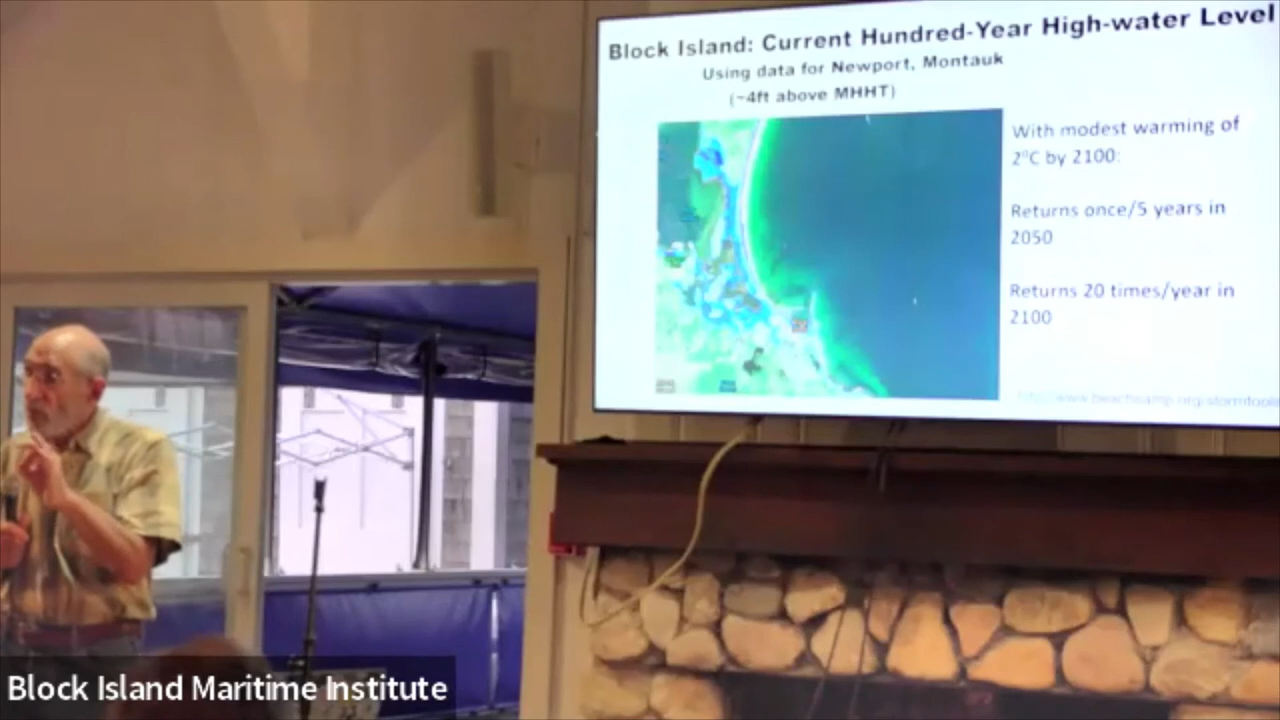 Block Island: Current Hundred-Year High-water Level
Using data for Newport, Montauk
(~4ft above MHHT)
With modest warming of
2°C by 2100:
Returns once/5 years in
2050
Returns 20 times/year in
2100
Block Island Maritime Institute